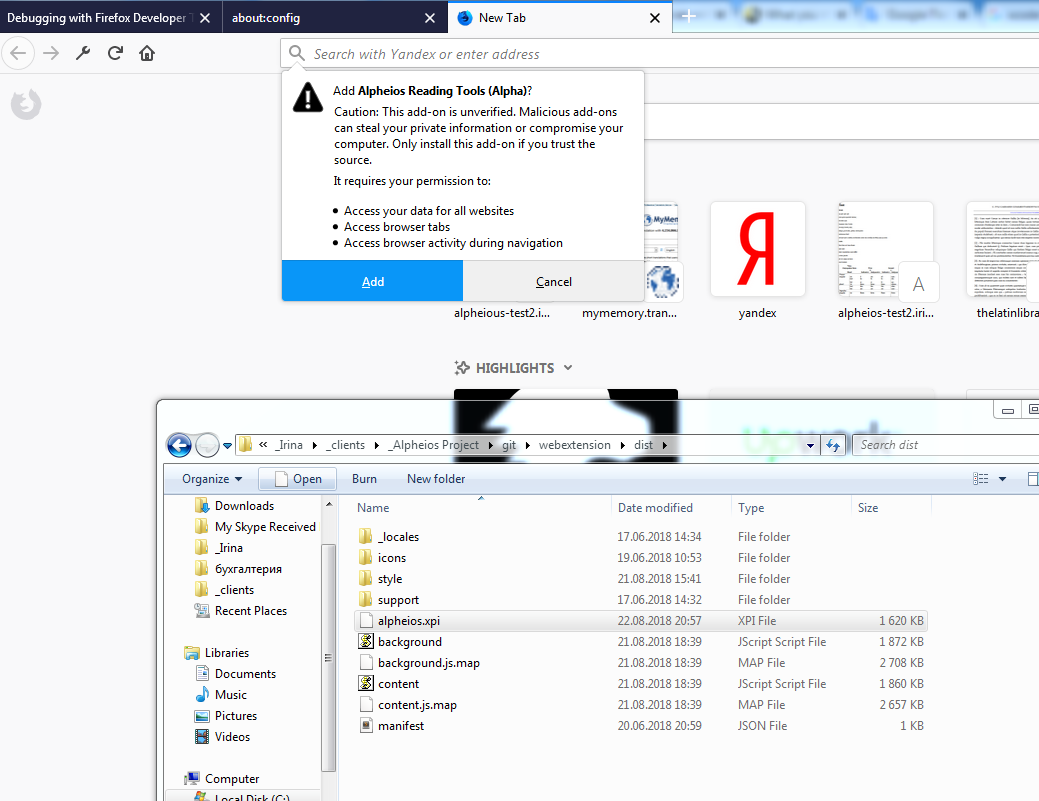 Debugging with Firefox Developer T
about:config
New Tab
Search with Yandex or enter address
Add Alpheios Reading Tools (Alpha)?
Caution: This add-on is unverified. Malicious add-ons
can steal your private information or compromise your
computer. Only install this add-on if you trust the
source.
It requires your permission to:
Access your data for all websites
Access browser tabs
Access browser activity during navigation
Add
Cancel
MyMem
Я
A
alpheious-test2.i...
mymemory.tran...
yandex
alpheios-test2.iri...
thelatinlibra
HIGHLIGHTS
« _Irina
_clients
_Alpheios Project
git
webextension
dist
Search dist
Organize
Open
Burn
New folder
Name
Date modified
Type
Size
Downloads
My Skype Received
_Irina
бухгалтерия
_clients
Recent Places
Libraries
Documents
Music
Pictures
Videos
Computer
Local Disk (C:)
_locales 17.06.2018 14:34 File folder
icons 19.06.2018 10:53 File folder
style 21.08.2018 15:41 File folder
support 17.06.2018 14:32 File folder
alpheios.xpi 22.08.2018 20:57 XPI File 1 620 KB
background 21.08.2018 18:39 JScript Script File 1 872 KB
background.js.map 21.08.2018 18:39 MAP File 2 708 KB
content 21.08.2018 18:39 JScript Script File 1 860 KB
content.js.map 21.08.2018 18:39 MAP File 2 657 KB
manifest 20.06.2018 20:59 JSON File 1 KB